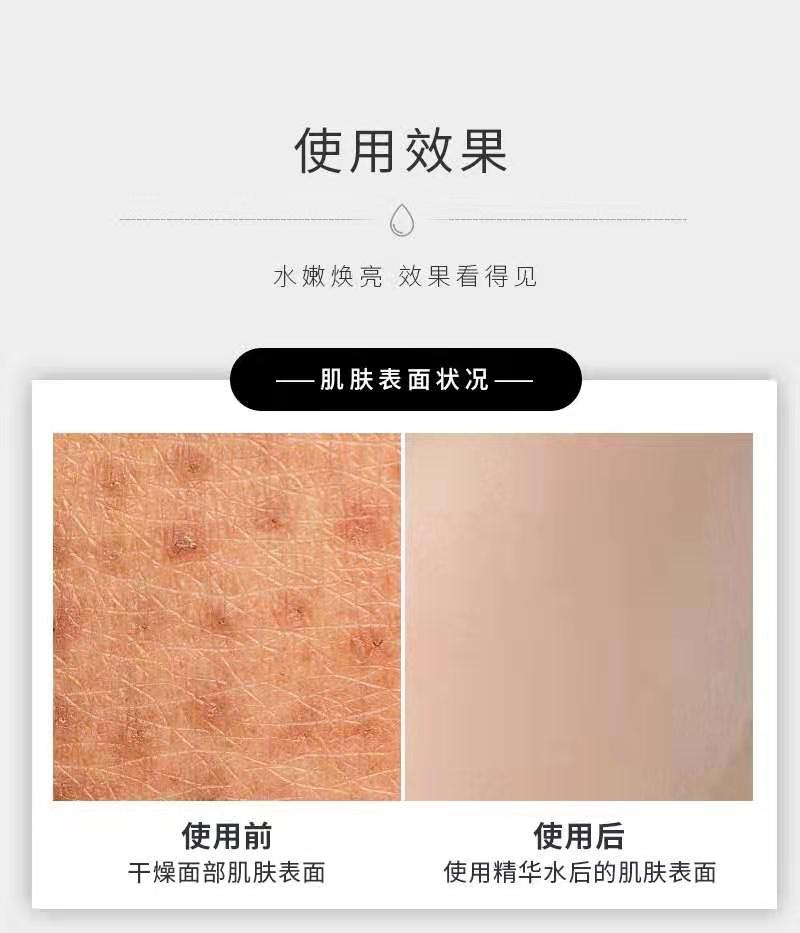 使用效果
水嫩焕亮 效果看得见
肌肤表面状况
使用前
干燥面部肌肤表面
使用后
使用精华水后的肌肤表面